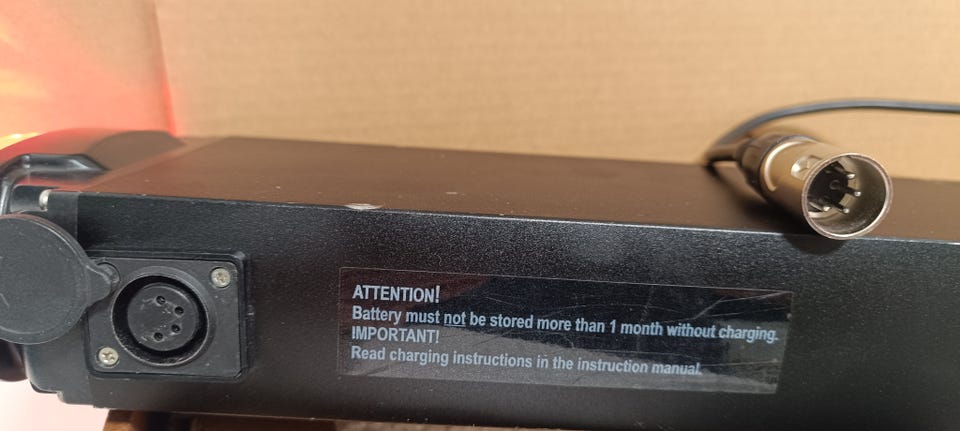 ATTENTION!
Battery must not be stored more than 1 month without charging.
IMPORTANT!
Read charging instructions in the instruction manual.